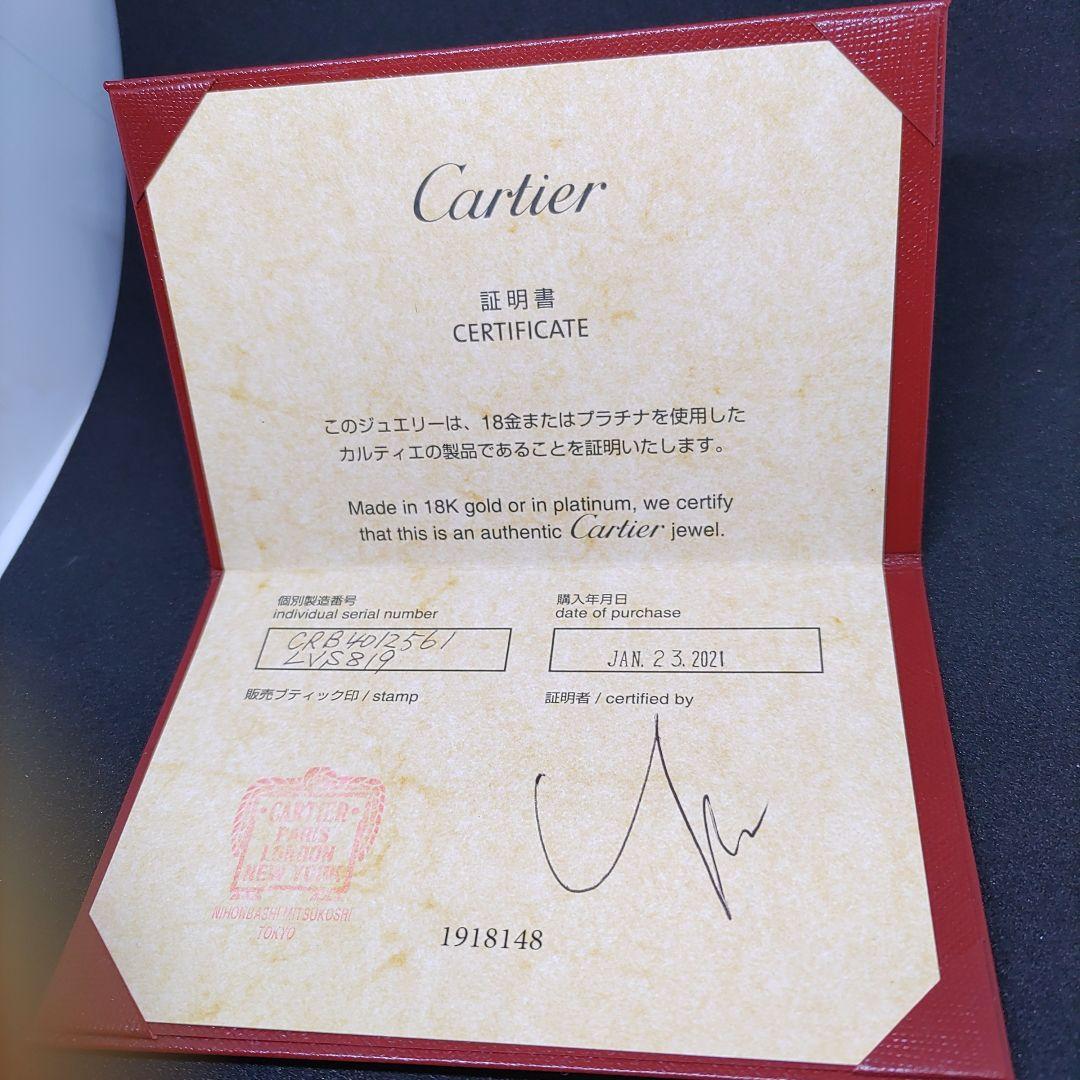 Cartier
証明書
CERTIFICATE
このジュエリーは、18金またはプラチナを使用した
カルティエの製品であることを証明いたします。
Made in 18K gold or in platinum, we certify
that this is an authentic Cartier jewel.
個別製造番号
individual serial number
CRB4012561
LVS819
購入年月日
date of purchase
JAN. 23. 2021
販売ブティック印 / stamp
証明者 / certified by
CARTIER
PARIS
LONDON
NEW YORK
NIHONBASHI MITSUKOSHI
TOKYO
1918148